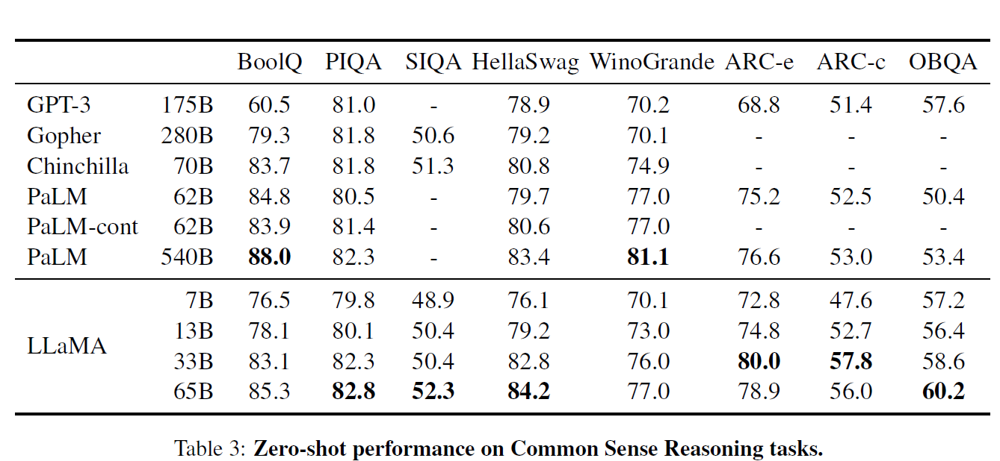 BoolQ PIQA SIQA HellaSwag WinoGrande ARC-e ARC-c OBQA
GPT-3 175B 60.5 81.0 - 78.9 70.2 68.8 51.4 57.6
Gopher 280B 79.3 81.8 50.6 79.2 70.1 - - -
Chinchilla 70B 83.7 81.8 51.3 80.8 74.9 - - -
PaLM 62B 84.8 80.5 - 79.7 77.0 75.2 52.5 50.4
PaLM-cont 62B 83.9 81.4 - 80.6 77.0 - - -
PaLM 540B 88.0 82.3 - 83.4 81.1 76.6 53.0 53.4
7B 76.5 79.8 48.9 76.1 70.1 72.8 47.6 57.2
13B 78.1 80.1 50.4 79.2 73.0 74.8 52.7 56.4
LLaMA
33B 83.1 82.3 50.4 82.8 76.0 80.0 57.8 58.6
65B 85.3 82.8 52.3 84.2 77.0 78.9 56.0 60.2
Table 3: Zero-shot performance on Common Sense Reasoning tasks.